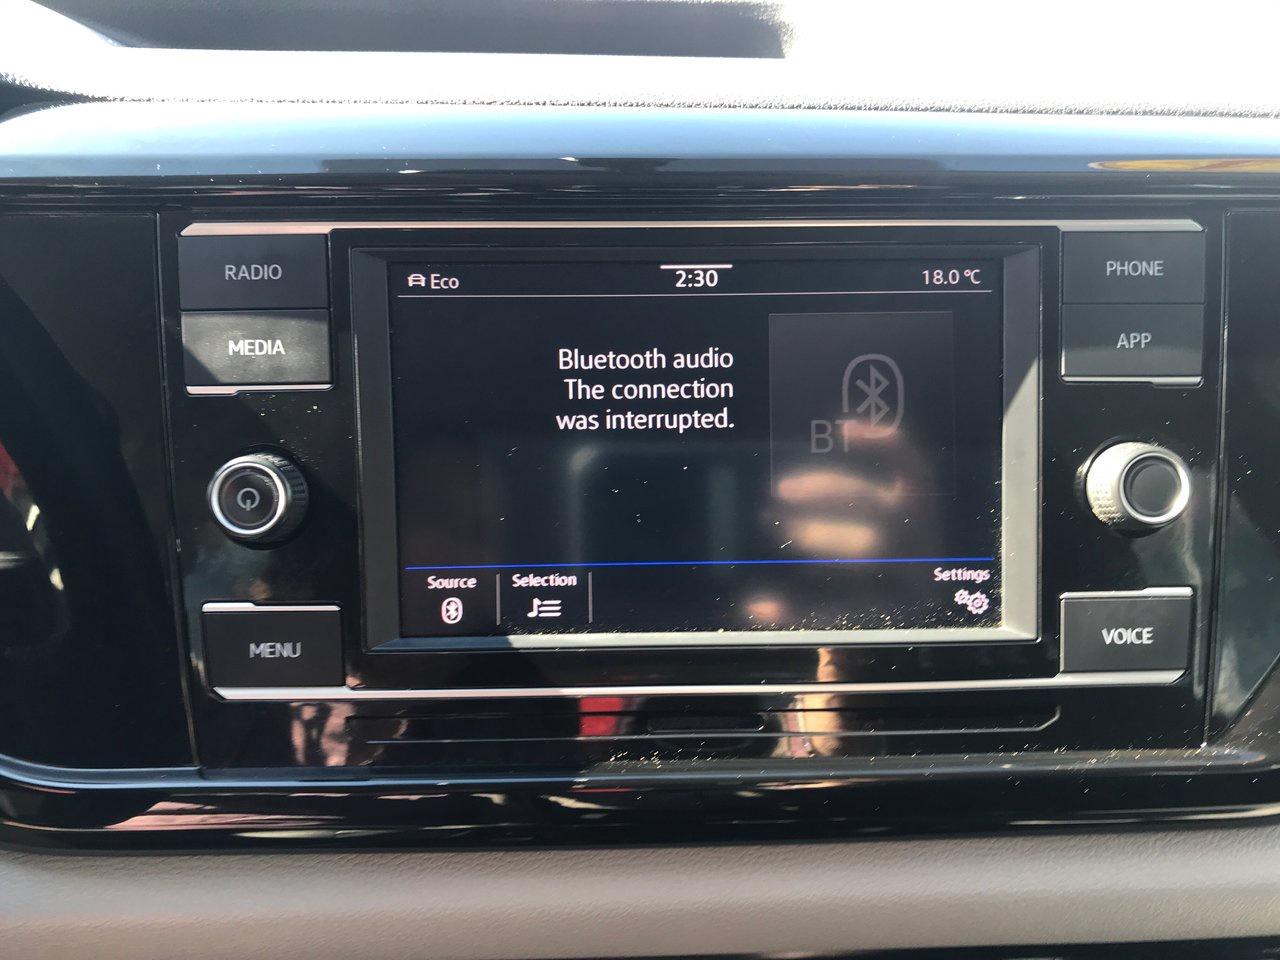 RADIO
MEDIA
MENU
Eco
2:30
18.0 °C
Bluetooth audio
The connection
was interrupted.
BT
Source
Selection
Settings
PHONE
APP
VOICE